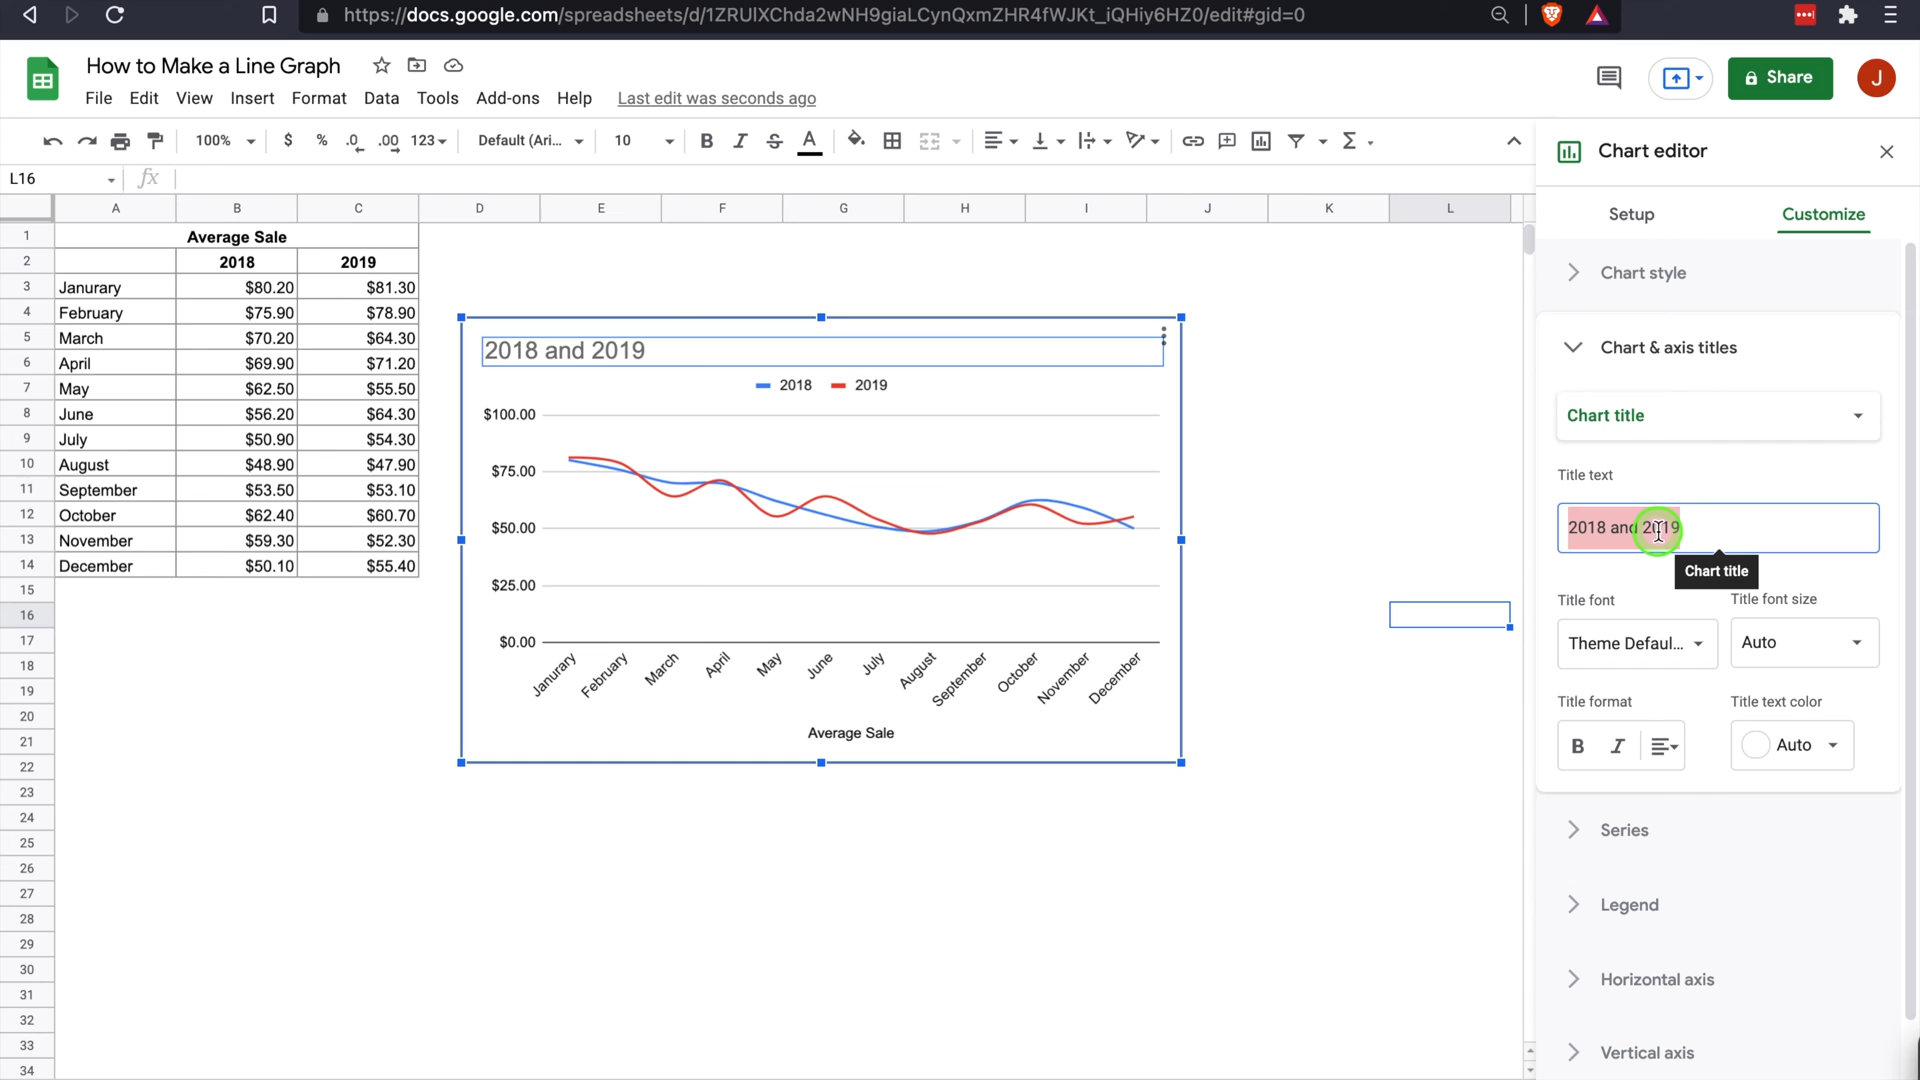 https://docs.google.com/spreadsheets/d/1ZRUlXChda2wNH9giaLCynQxmZHR4fWJKt_iQHiy6HZ0/edit#gid=0
How to Make a Line Graph
File Edit View Insert Format Data Tools Add-ons Help Last edit was seconds ago
Share
J
100% $ % .0 .00 123 Default (Ari... 10 B I S A Σ
L16 fx
Chart editor
Setup Customize
A B C D E F G H I J K L
1 Average Sale
2 2018 2019
3 Janurary $80.20 $81.30
4 February $75.90 $78.90
5 March $70.20 $64.30
6 April $69.90 $71.20
7 May $62.50 $55.50
8 June $56.20 $64.30
9 July $50.90 $54.30
10 August $48.90 $47.90
11 September $53.50 $53.10
12 October $62.40 $60.70
13 November $59.30 $52.30
14 December $50.10 $55.40
15
16
17
18
19
20
21
22
23
24
25
26
27
28
29
30
31
32
33
34
2018 and 2019
2018 2019
$100.00
$75.00
$50.00
$25.00
$0.00
Janurary February March April May June July August September October November December
Average Sale
Chart style
Chart & axis titles
Chart title
Title text
2018 and 2019
Chart title
Title font Title font size
Theme Defaul... Auto
Title format Title text color
B I Auto
Series
Legend
Horizontal axis
Vertical axis